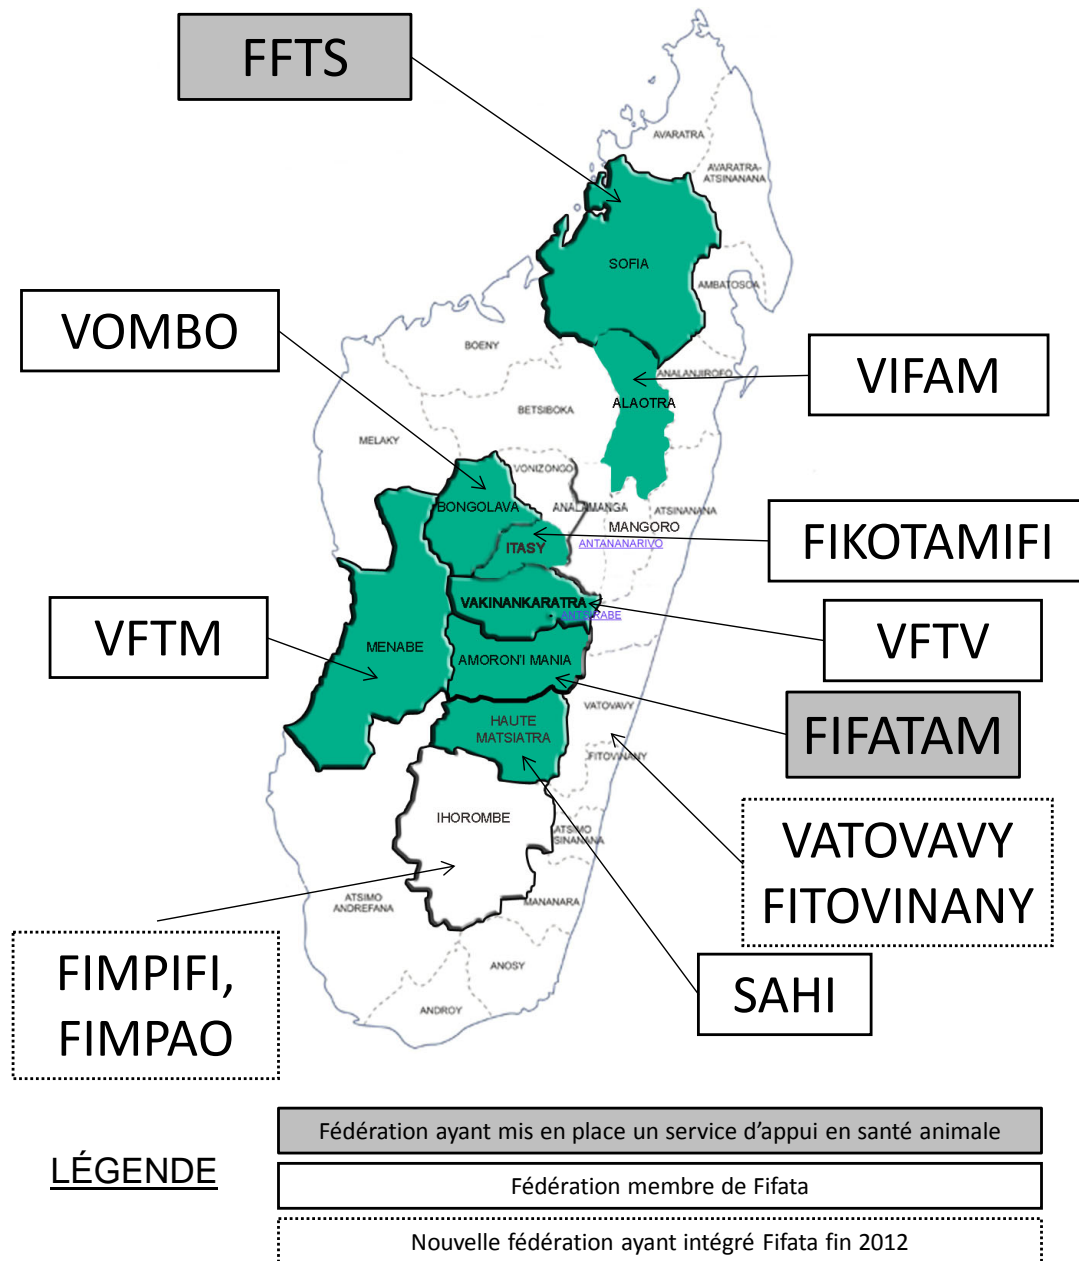 FFTS
AVARATRA
AVARATRA-
ATSINANANA
SOFIA
AMBATOSOA
VOMBO
BOENY
VIFAM
ANALANJIROFO
ALAOTRA
BETSIBOKA
MELAKY
VONIZONGO
BONGOLAVA
ANALAMANGA
ATSINANANA
MANGORO
ITASY
ANTANANARIVO
FIKOTAMIFI
VAKINANKARATRA
ANTSIRABE
VFTM
MENABE
VFTV
AMORON'I MANIA
VATOVAVY
HAUTE
MATSIATRA
FIFATAM
FITOVINANY
IHOROMBE
ATSIMO
SINANANA
VATOVAVY
FITOVINANY
ATSIMO
ANDREFANA
MANANARA
FIMPIFI,
FIMPAO
ANOSY
SAHI
ANDROY
LÉGENDE
Fédération ayant mis en place un service d'appui en santé animale
Fédération membre de Fifata
Nouvelle fédération ayant intégré Fifata fin 2012